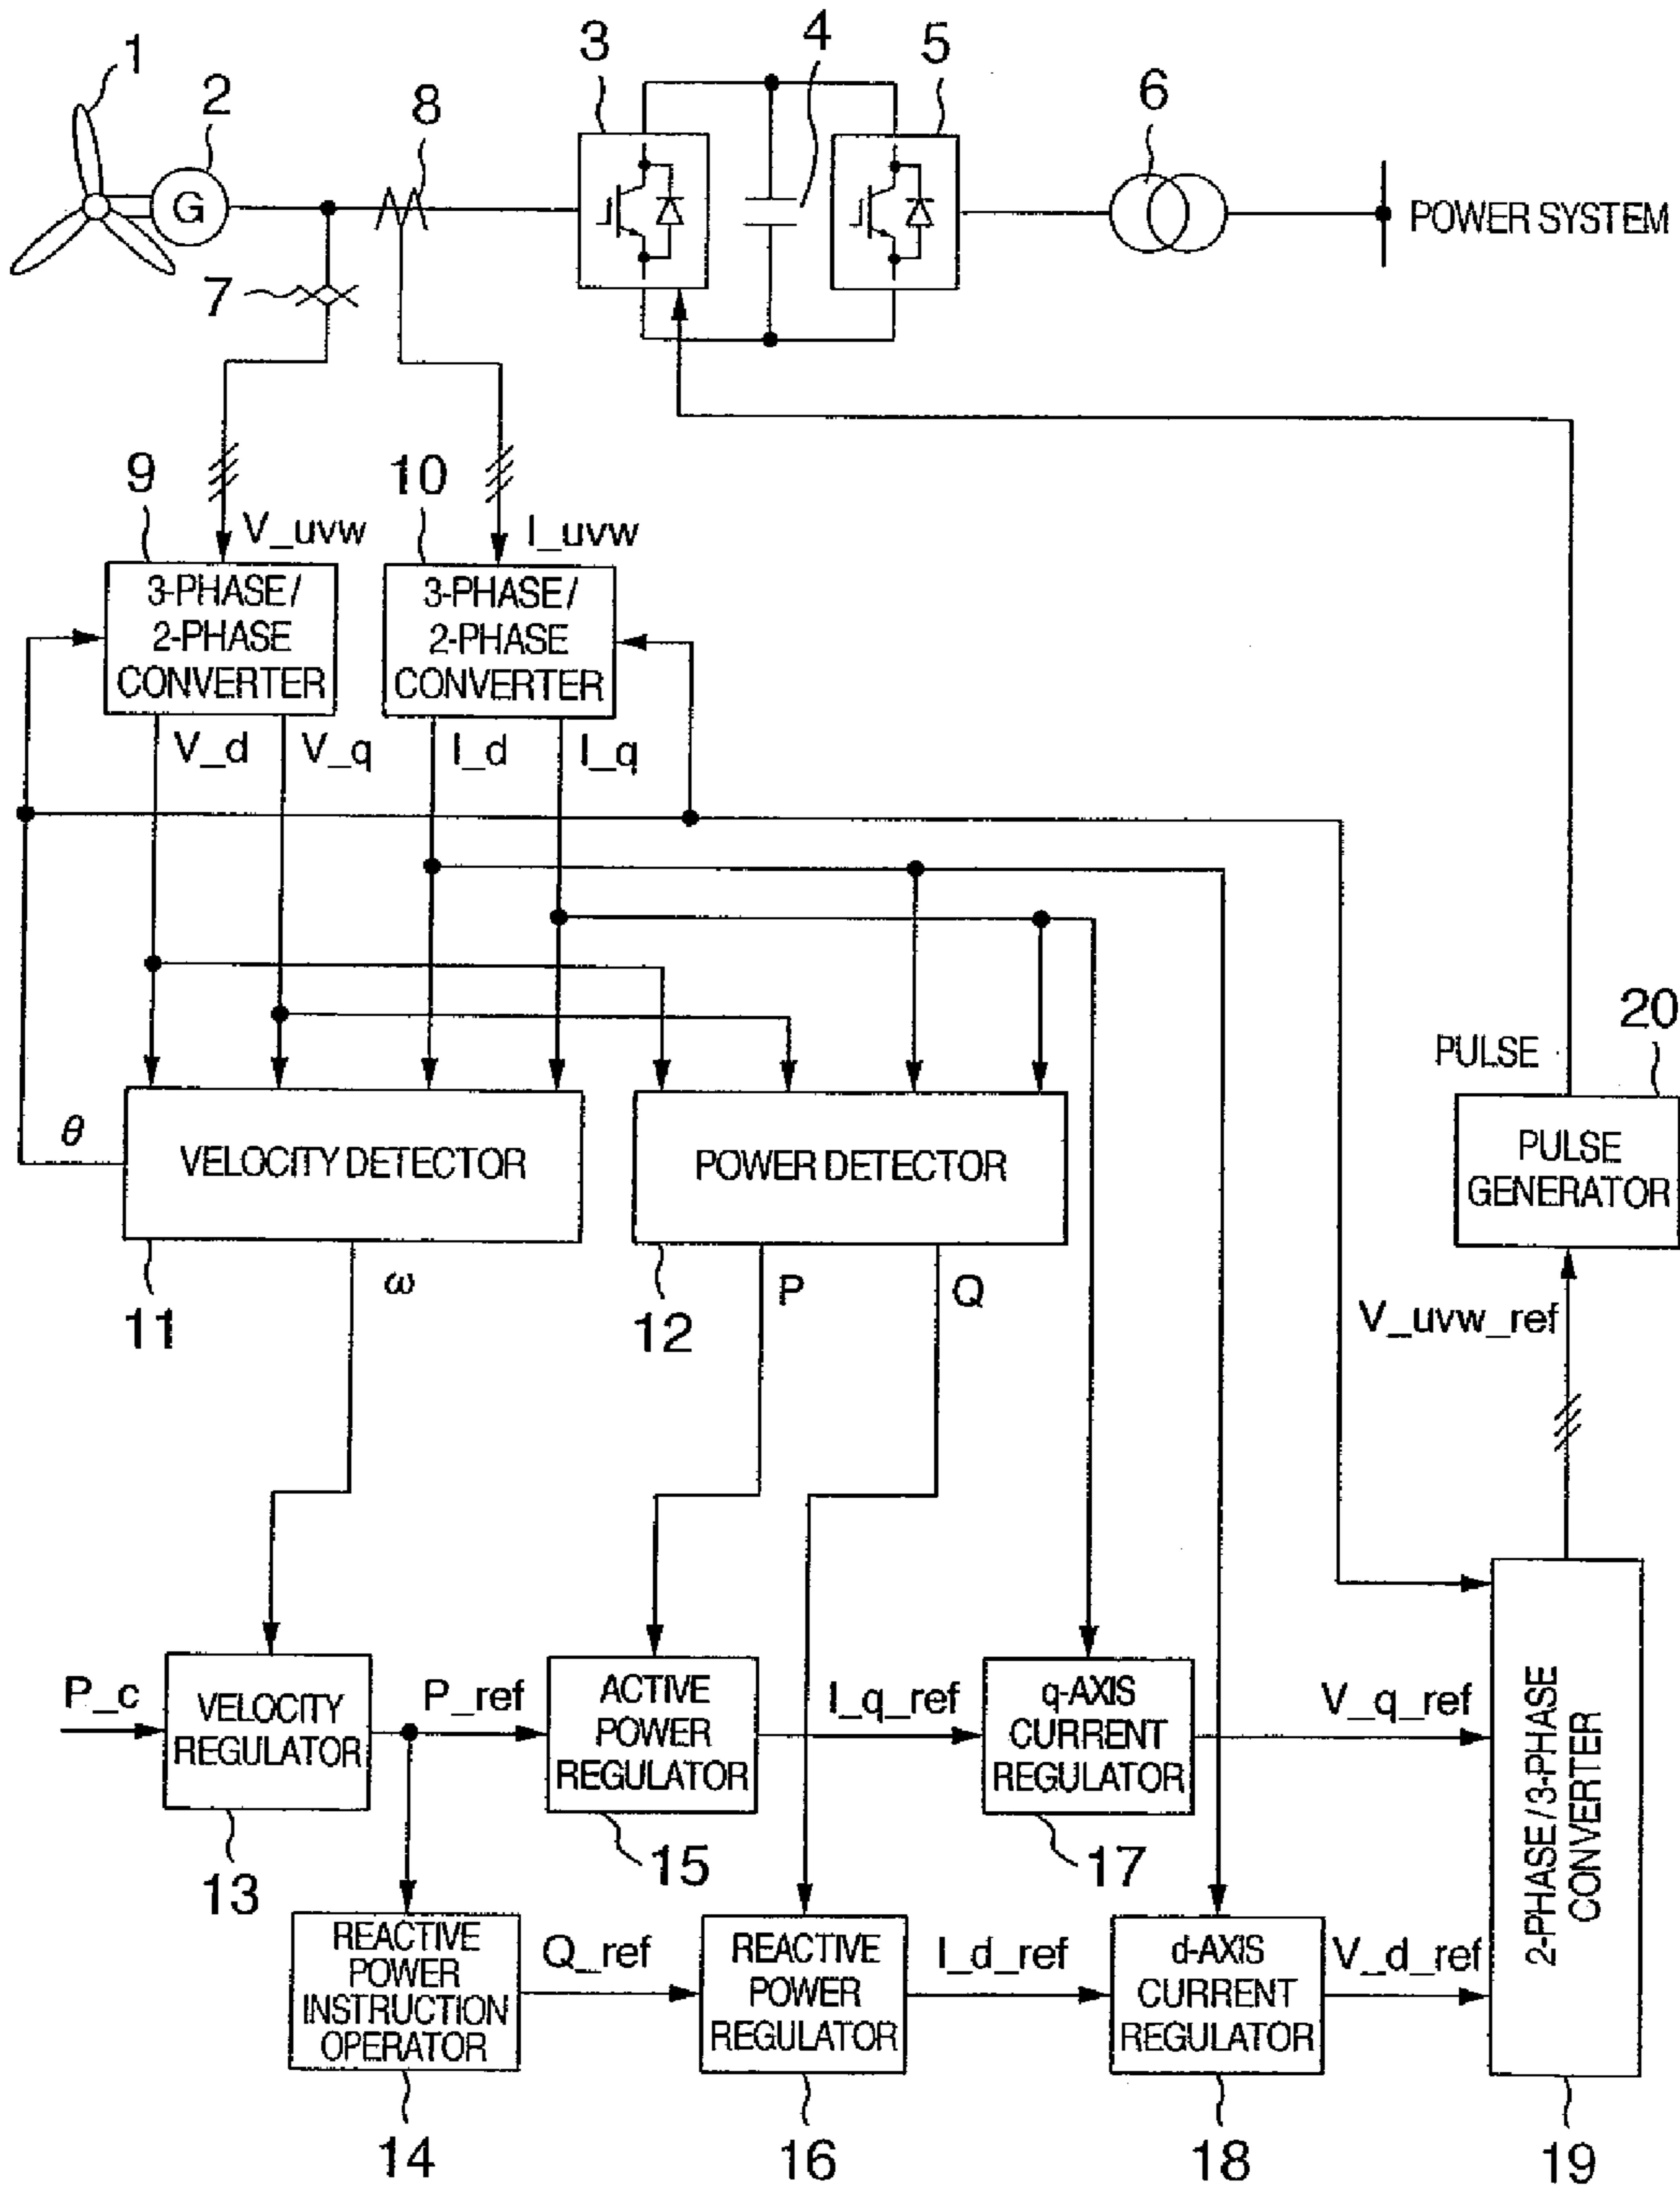 1
2
8
3
4
5
6
G
POWER SYSTEM
7
9
10
V_uvw
I_uvw
3-PHASE/
2-PHASE
CONVERTER
3-PHASE/
2-PHASE
CONVERTER
V_d
V_q
I_d
I_q
20
PULSE
θ
VELOCITY DETECTOR
POWER DETECTOR
PULSE
GENERATOR
11
ω
12
P
Q
V_uvw_ref
P_c
VELOCITY
REGULATOR
P_ref
ACTIVE
POWER
REGULATOR
I_q_ref
q-AXIS
CURRENT
REGULATOR
V_q_ref
2-PHASE/3-PHASE
CONVERTER
13
15
17
REACTIVE
POWER
INSTRUCTION
OPERATOR
Q_ref
REACTIVE
POWER
REGULATOR
I_d_ref
d-AXIS
CURRENT
REGULATOR
V_d_ref
14
16
18
19